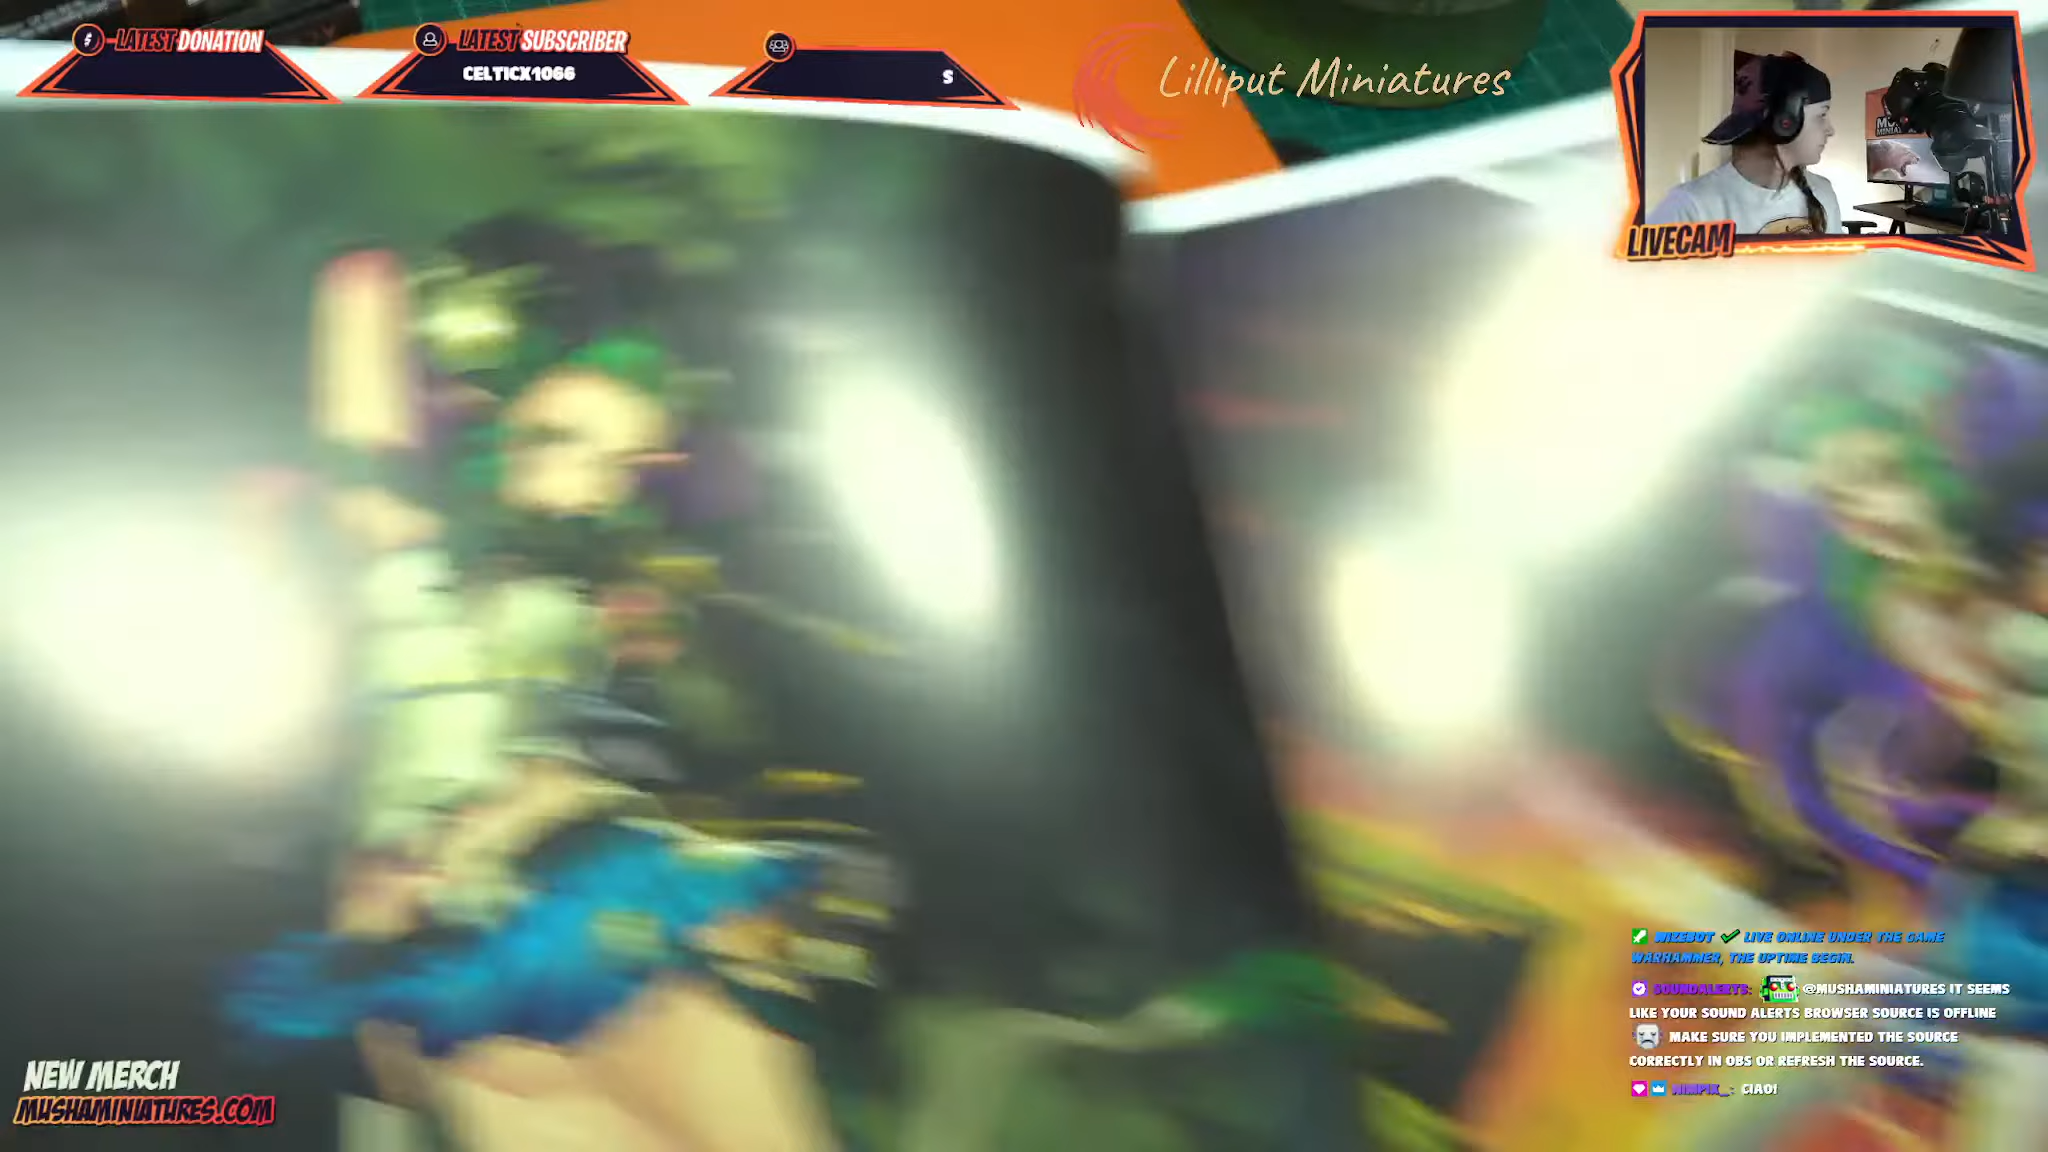 LATEST DONATION
LATEST SUBSCRIBER
CELTICX1066
S
Lilliput Miniatures
LIVECAM
WIZEBOT ✓ LIVE ONLINE UNDER THE GAME
WARHAMMER, THE UPTIME BEGIN.
SOUNDALERTS: @MUSHAMINIATURES IT SEEMS
LIKE YOUR SOUND ALERTS BROWSER SOURCE IS OFFLINE
MAKE SURE YOU IMPLEMENTED THE SOURCE
CORRECTLY IN OBS OR REFRESH THE SOURCE.
NIMPIX_: CIAO!
NEW MERCH
MUSHAMINIATURES.COM